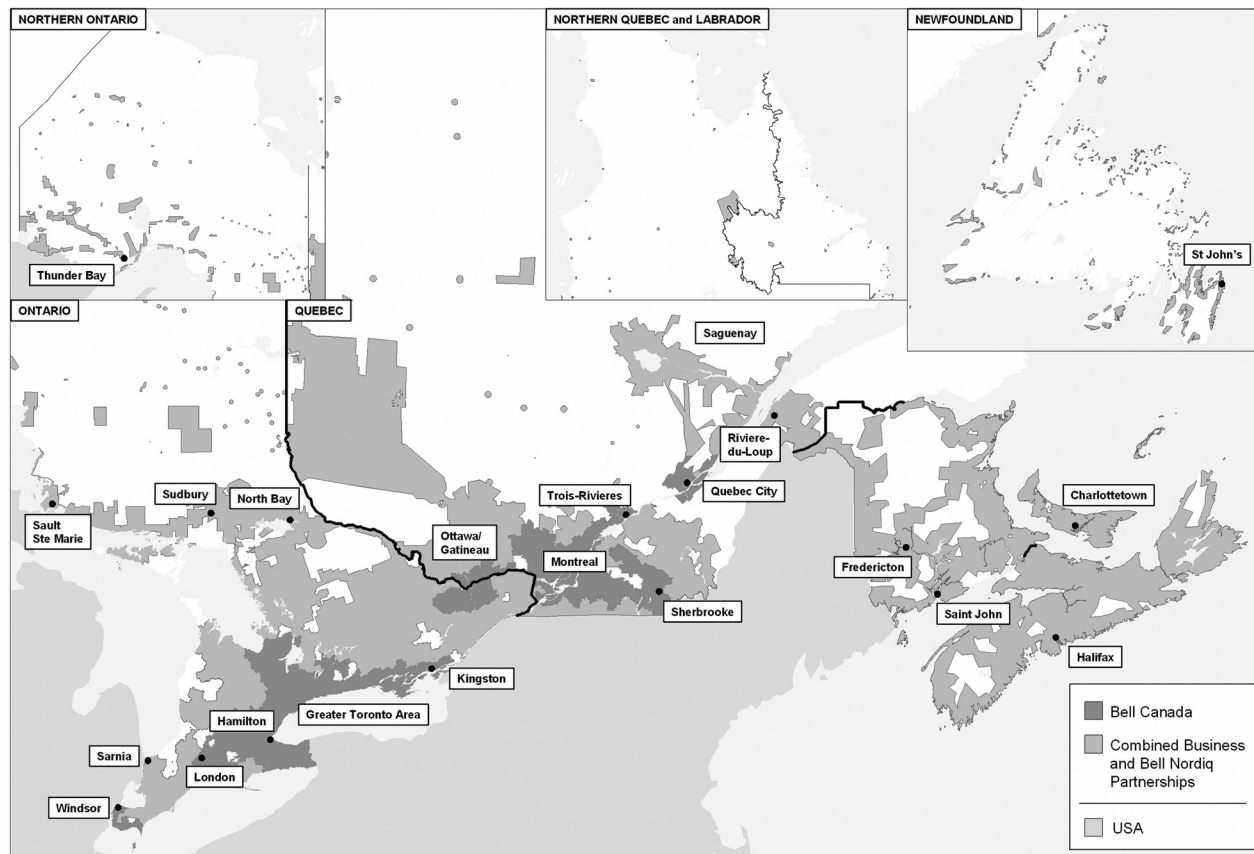 NORTHERN ONTARIO
NORTHERN QUEBEC and LABRADOR
NEWFOUNDLAND
Thunder Bay
St John's
ONTARIO
QUEBEC
Saguenay
Riviere-
du-Loup
Sudbury
North Bay
Trois-Rivieres
Quebec City
Charlottetown
Sault
Ste Marie
Ottawa/
Gatineau
Montreal
Fredericton
Sherbrooke
Saint John
Halifax
Kingston
Hamilton
Greater Toronto Area
Sarnia
London
Windsor
Bell Canada
Combined Business
and Bell Nordiq
Partnerships
USA